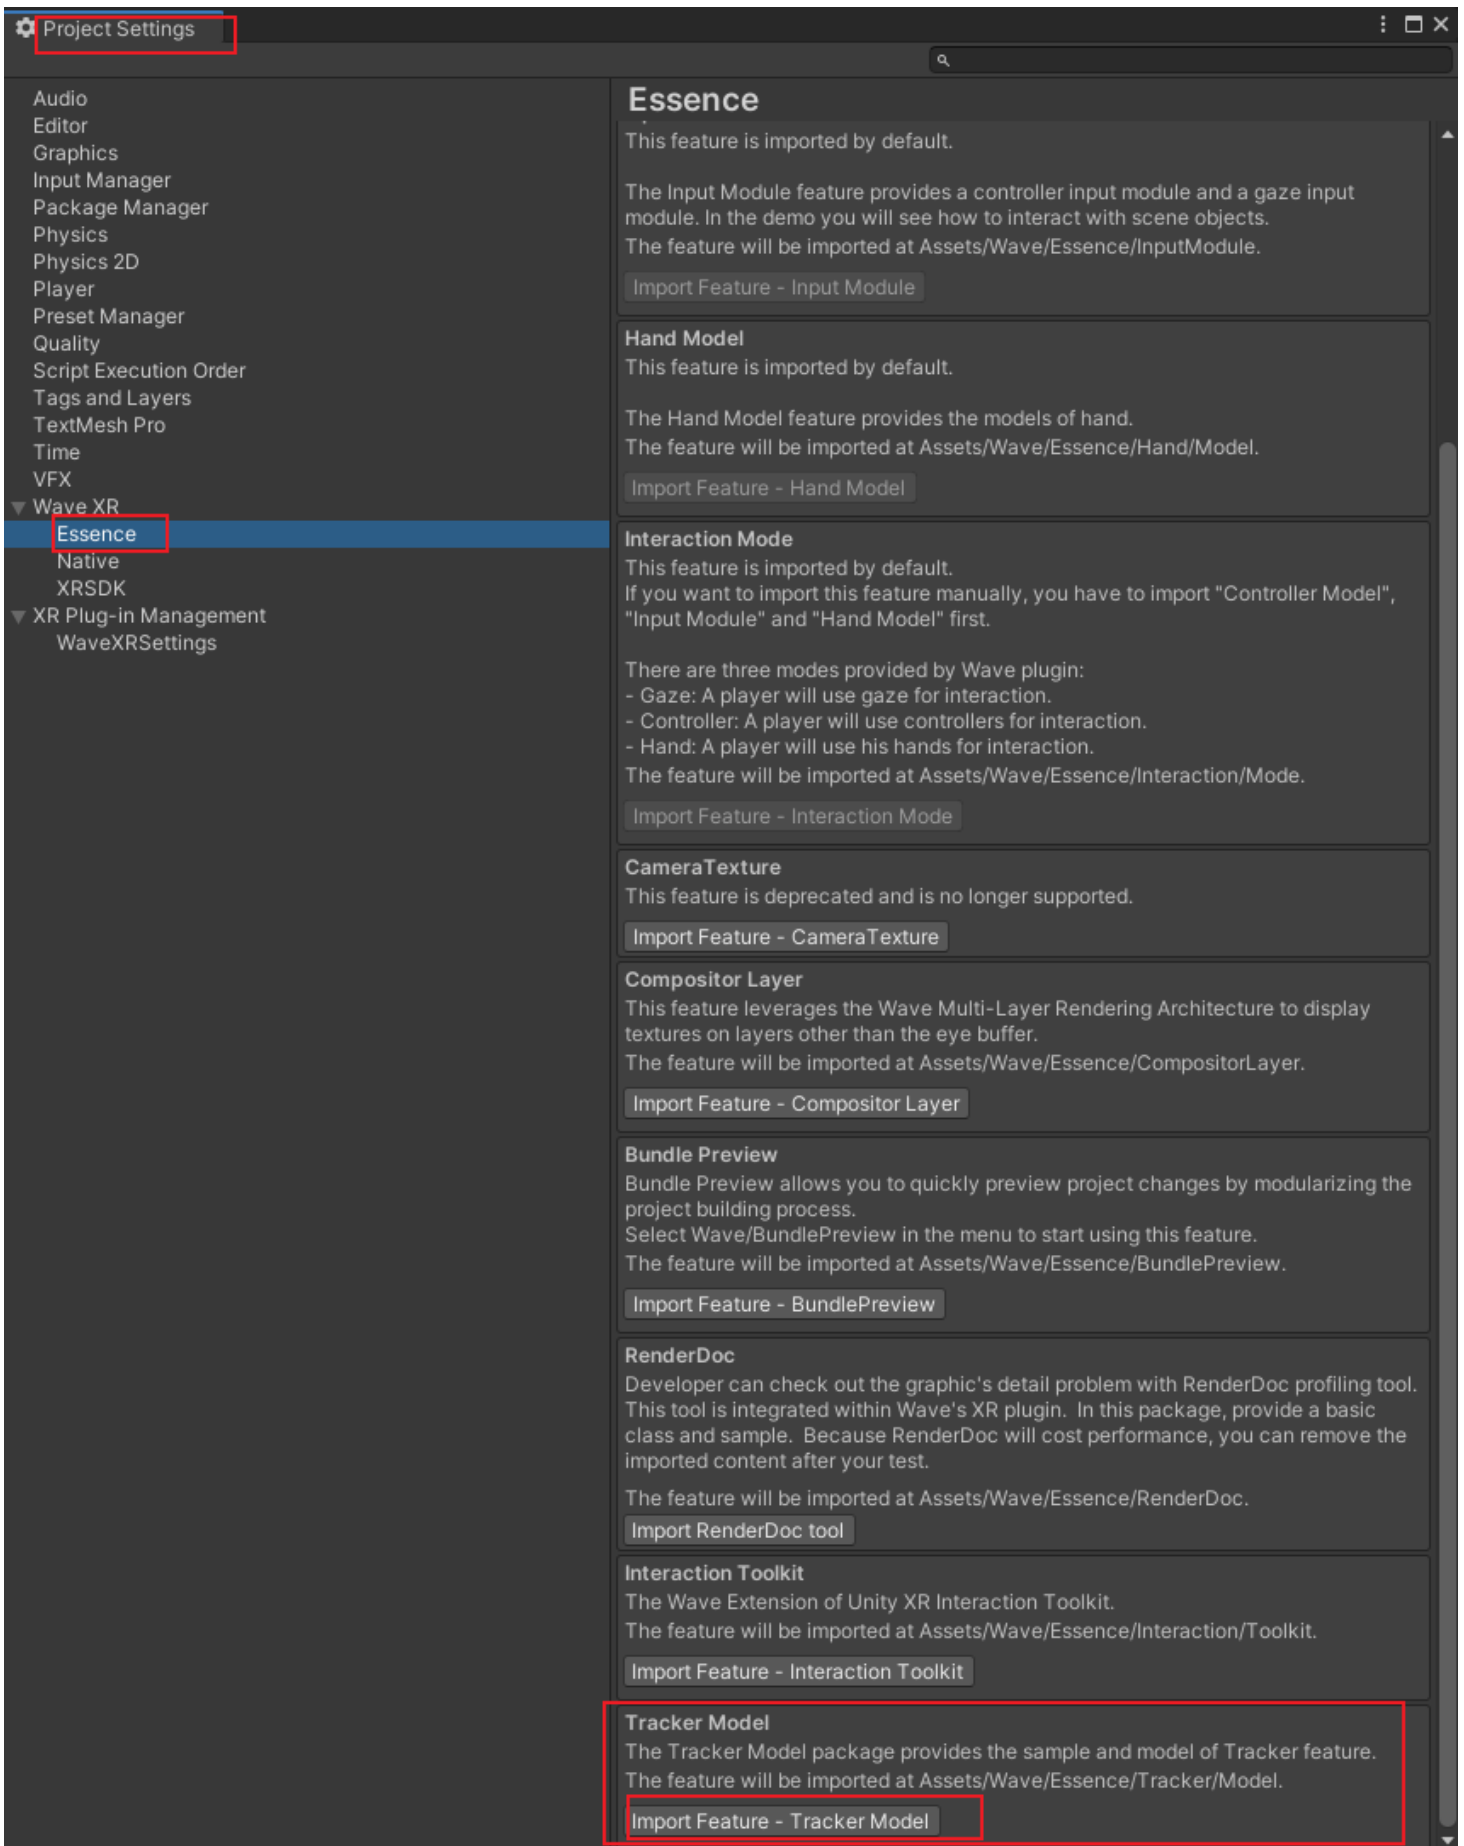 Project Settings
Audio
Editor
Graphics
Input Manager
Package Manager
Physics
Physics 2D
Player
Preset Manager
Quality
Script Execution Order
Tags and Layers
TextMesh Pro
Time
VFX
Wave XR
Essence
Native
XRSDK
XR Plug-in Management
WaveXRSettings
Essence
This feature is imported by default.
The Input Module feature provides a controller input module and a gaze input
module. In the demo you will see how to interact with scene objects.
The feature will be imported at Assets/Wave/Essence/InputModule.
Import Feature - Input Module
Hand Model
This feature is imported by default.
The Hand Model feature provides the models of hand.
The feature will be imported at Assets/Wave/Essence/Hand/Model.
Import Feature - Hand Model
Interaction Mode
This feature is imported by default.
If you want to import this feature manually, you have to import "Controller Model",
"Input Module" and "Hand Model" first.
There are three modes provided by Wave plugin:
- Gaze: A player will use gaze for interaction.
- Controller: A player will use controllers for interaction.
- Hand: A player will use his hands for interaction.
The feature will be imported at Assets/Wave/Essence/Interaction/Mode.
Import Feature - Interaction Mode
CameraTexture
This feature is deprecated and is no longer supported.
Import Feature - CameraTexture
Compositor Layer
This feature leverages the Wave Multi-Layer Rendering Architecture to display
textures on layers other than the eye buffer.
The feature will be imported at Assets/Wave/Essence/CompositorLayer.
Import Feature - Compositor Layer
Bundle Preview
Bundle Preview allows you to quickly preview project changes by modularizing the
project building process.
Select Wave/BundlePreview in the menu to start using this feature.
The feature will be imported at Assets/Wave/Essence/BundlePreview.
Import Feature - BundlePreview
RenderDoc
Developer can check out the graphic's detail problem with RenderDoc profiling tool.
This tool is integrated within Wave's XR plugin.  In this package, provide a basic
class and sample.  Because RenderDoc will cost performance, you can remove the
imported content after your test.
The feature will be imported at Assets/Wave/Essence/RenderDoc.
Import RenderDoc tool
Interaction Toolkit
The Wave Extension of Unity XR Interaction Toolkit.
The feature will be imported at Assets/Wave/Essence/Interaction/Toolkit.
Import Feature - Interaction Toolkit
Tracker Model
The Tracker Model package provides the sample and model of Tracker feature.
The feature will be imported at Assets/Wave/Essence/Tracker/Model.
Import Feature - Tracker Model